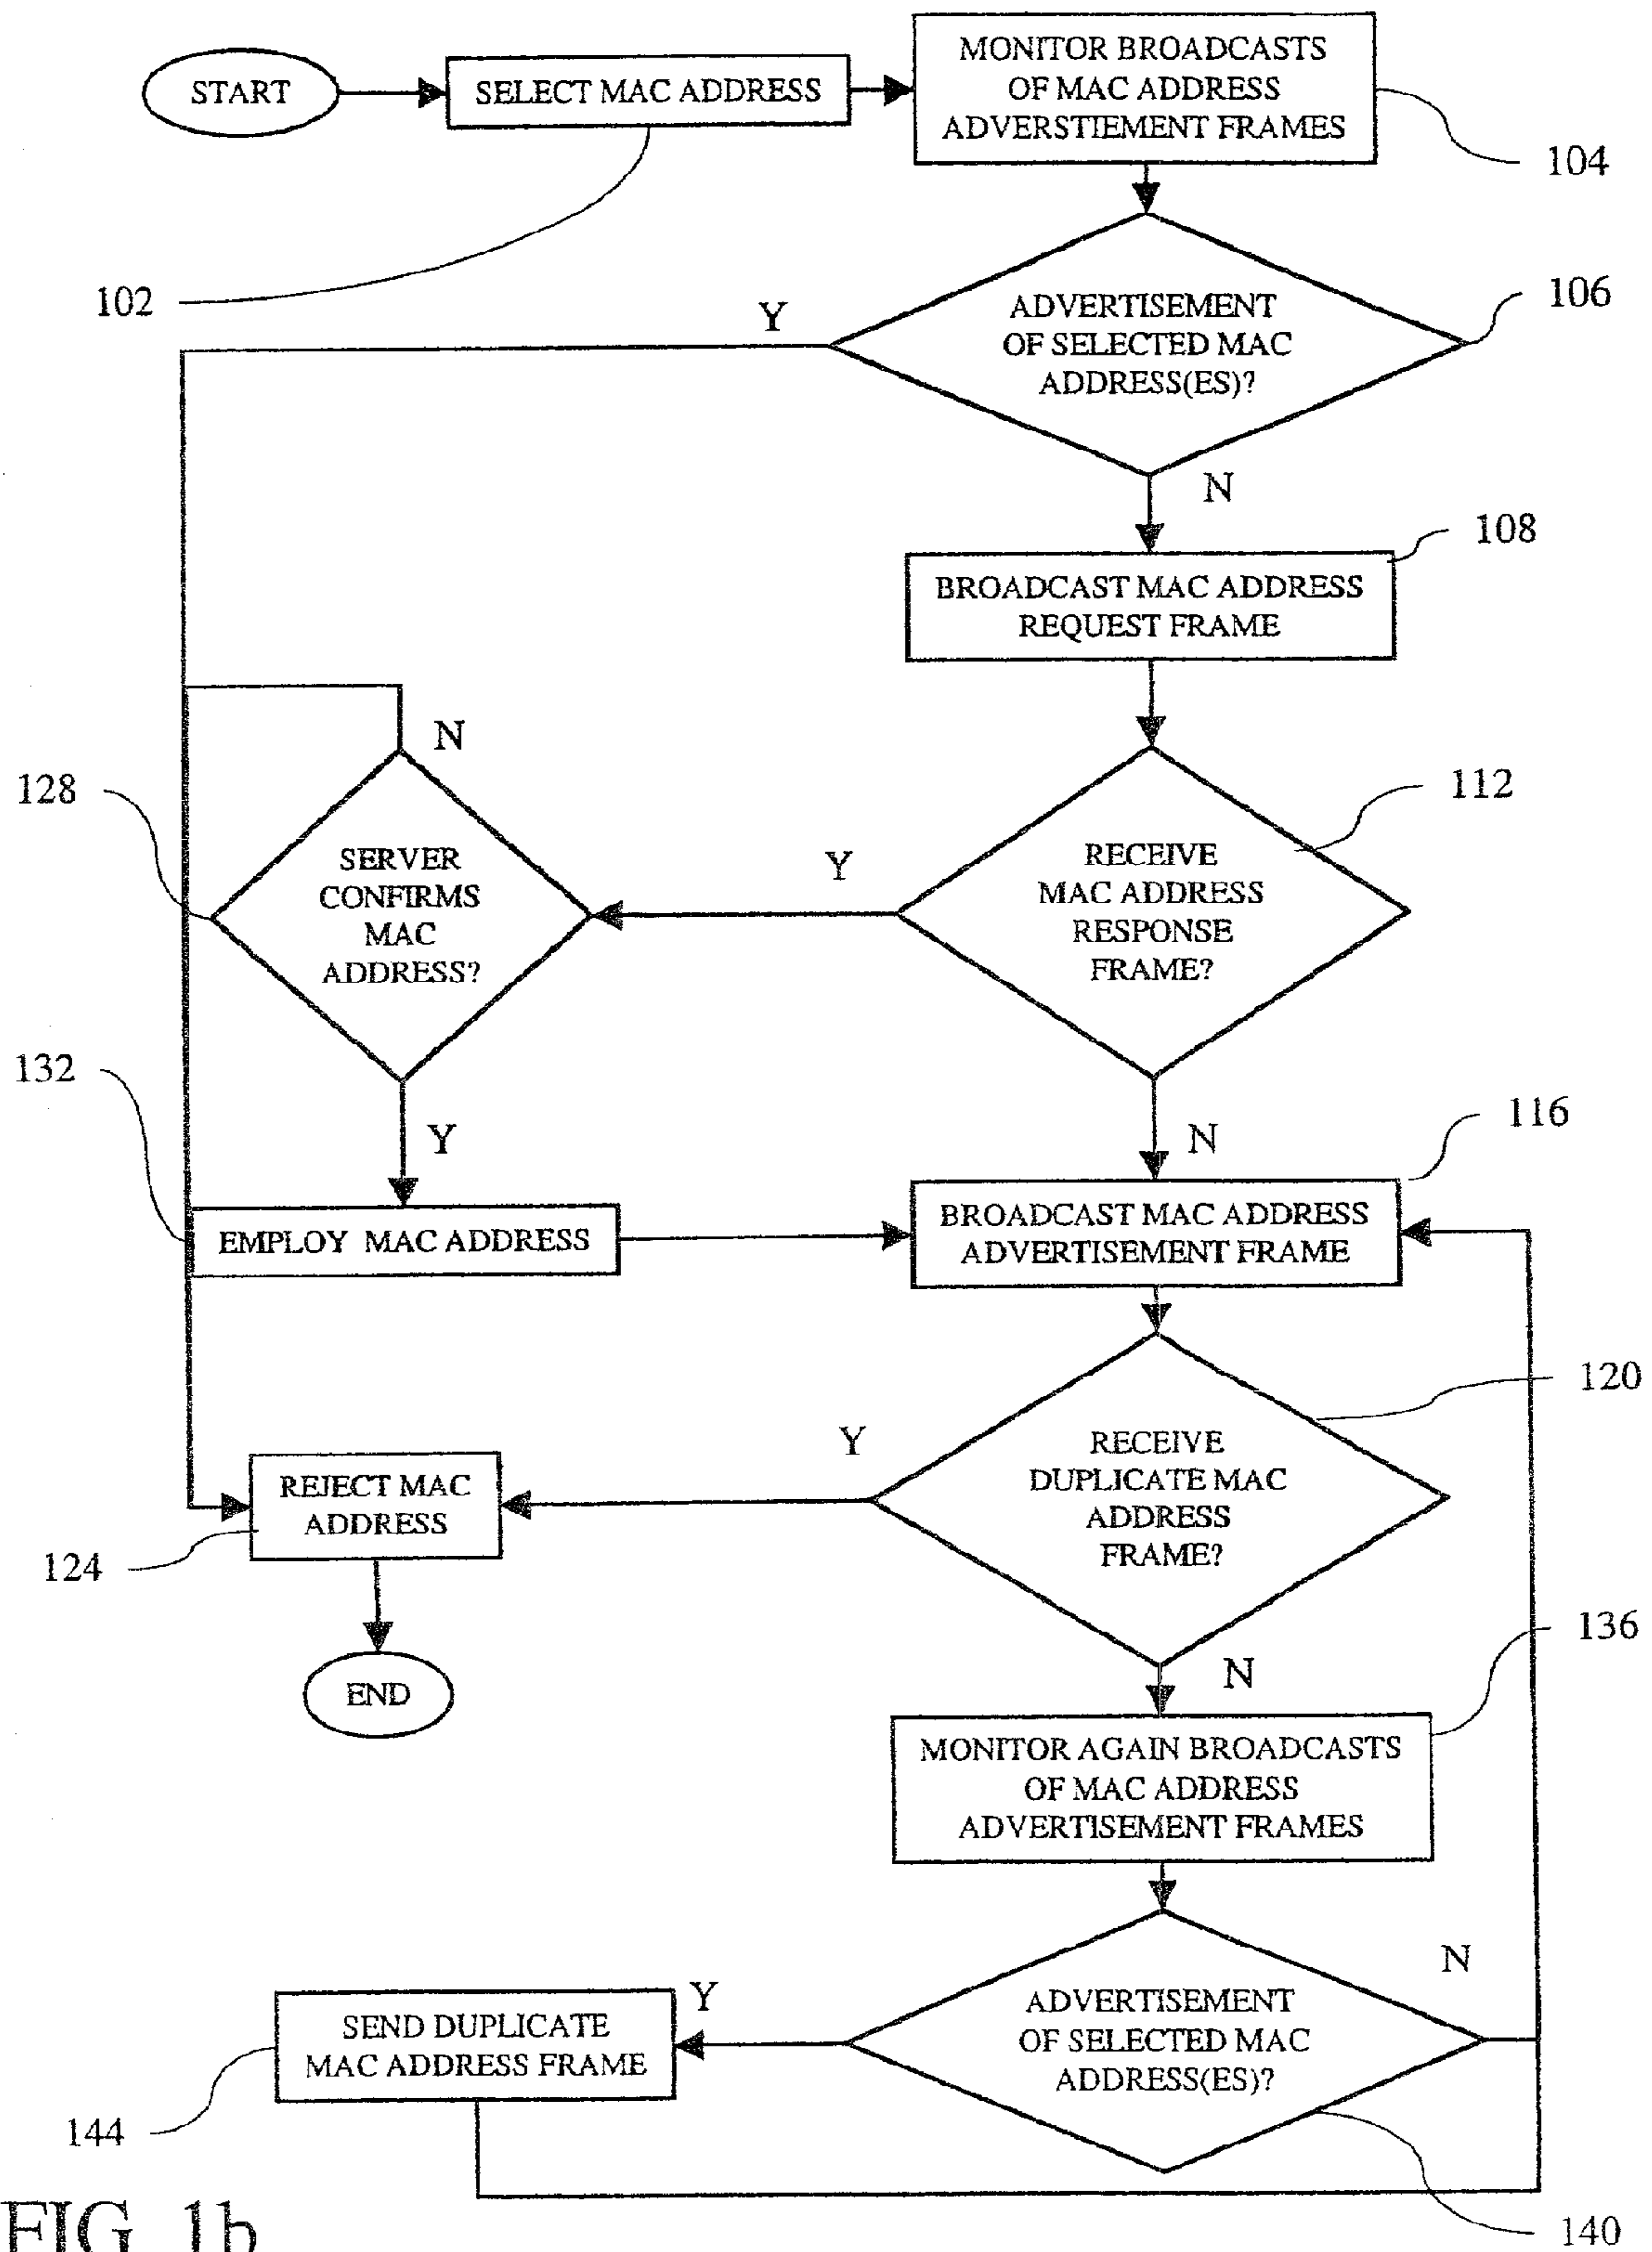 START
SELECT MAC ADDRESS
MONITOR BROADCASTS
OF MAC ADDRESS
ADVERSTIEMENT FRAMES
104
102
Y
ADVERTISEMENT
OF SELECTED MAC
ADDRESS(ES)?
106
N
108
BROADCAST MAC ADDRESS
REQUEST FRAME
N
128
SERVER
CONFIRMS
MAC
ADDRESS?
Y
RECEIVE
MAC ADDRESS
RESPONSE
FRAME?
112
132
Y
N
116
EMPLOY MAC ADDRESS
BROADCAST MAC ADDRESS
ADVERTISEMENT FRAME
120
Y
RECEIVE
DUPLICATE MAC
ADDRESS
FRAME?
REJECT MAC
ADDRESS
124
END
N
136
MONITOR AGAIN BROADCASTS
OF MAC ADDRESS
ADVERTISEMENT FRAMES
N
Y
ADVERTISEMENT
OF SELECTED MAC
ADDRESS(ES)?
SEND DUPLICATE
MAC ADDRESS FRAME
144
140
FIG. 1b